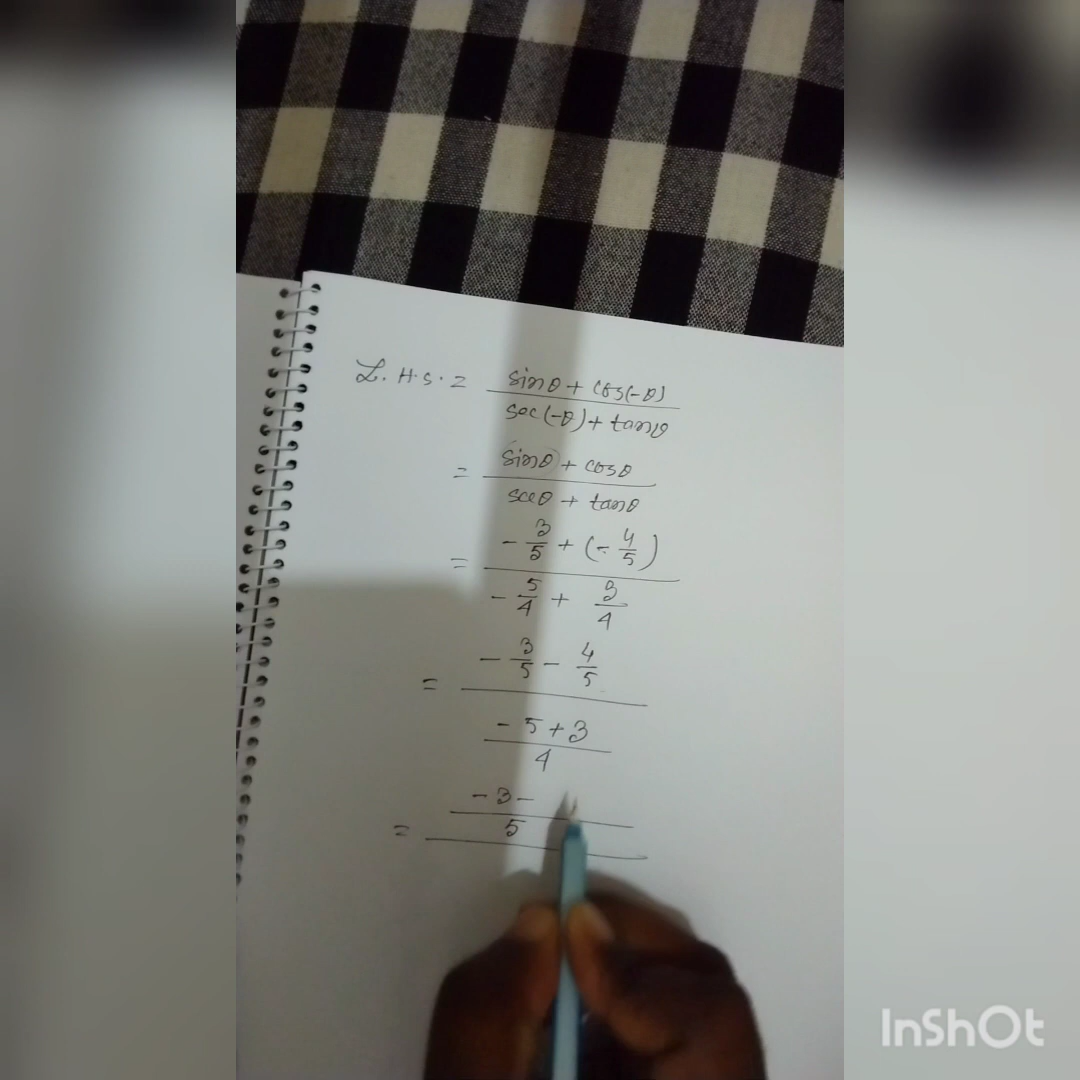 L.H.S. = (sinθ + cos(-θ))/(sec(-θ) + tanθ)
= (sinθ + cosθ)/(secθ + tanθ)
= (-3/5 + (-4/5))/(-5/4 + 3/4)
= (-3/5 - 4/5)/((-5+3)/4)
= (-3-)/5
InShOt